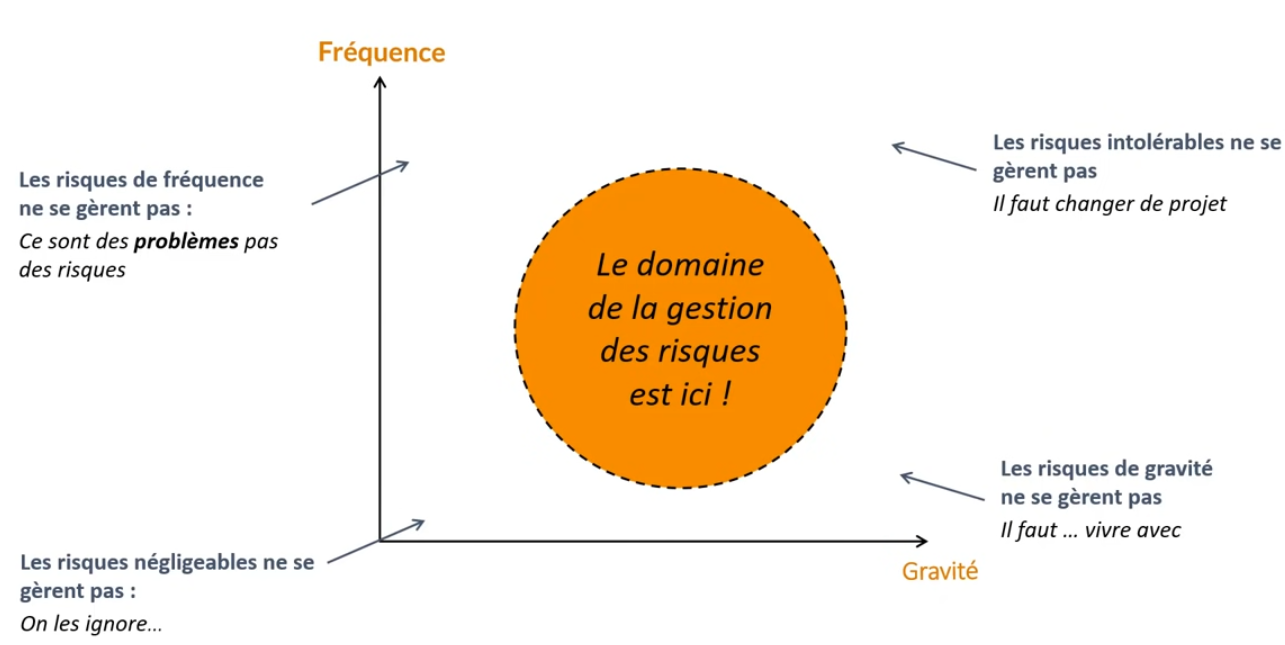 Fréquence
Les risques de fréquence
ne se gèrent pas :
Ce sont des problèmes pas
des risques
Les risques intolérables ne se
gèrent pas
Il faut changer de projet
Le domaine
de la gestion
des risques
est ici !
Les risques de gravité
ne se gèrent pas
Il faut ... vivre avec
Les risques négligeables ne se
gèrent pas :
On les ignore...
Gravité